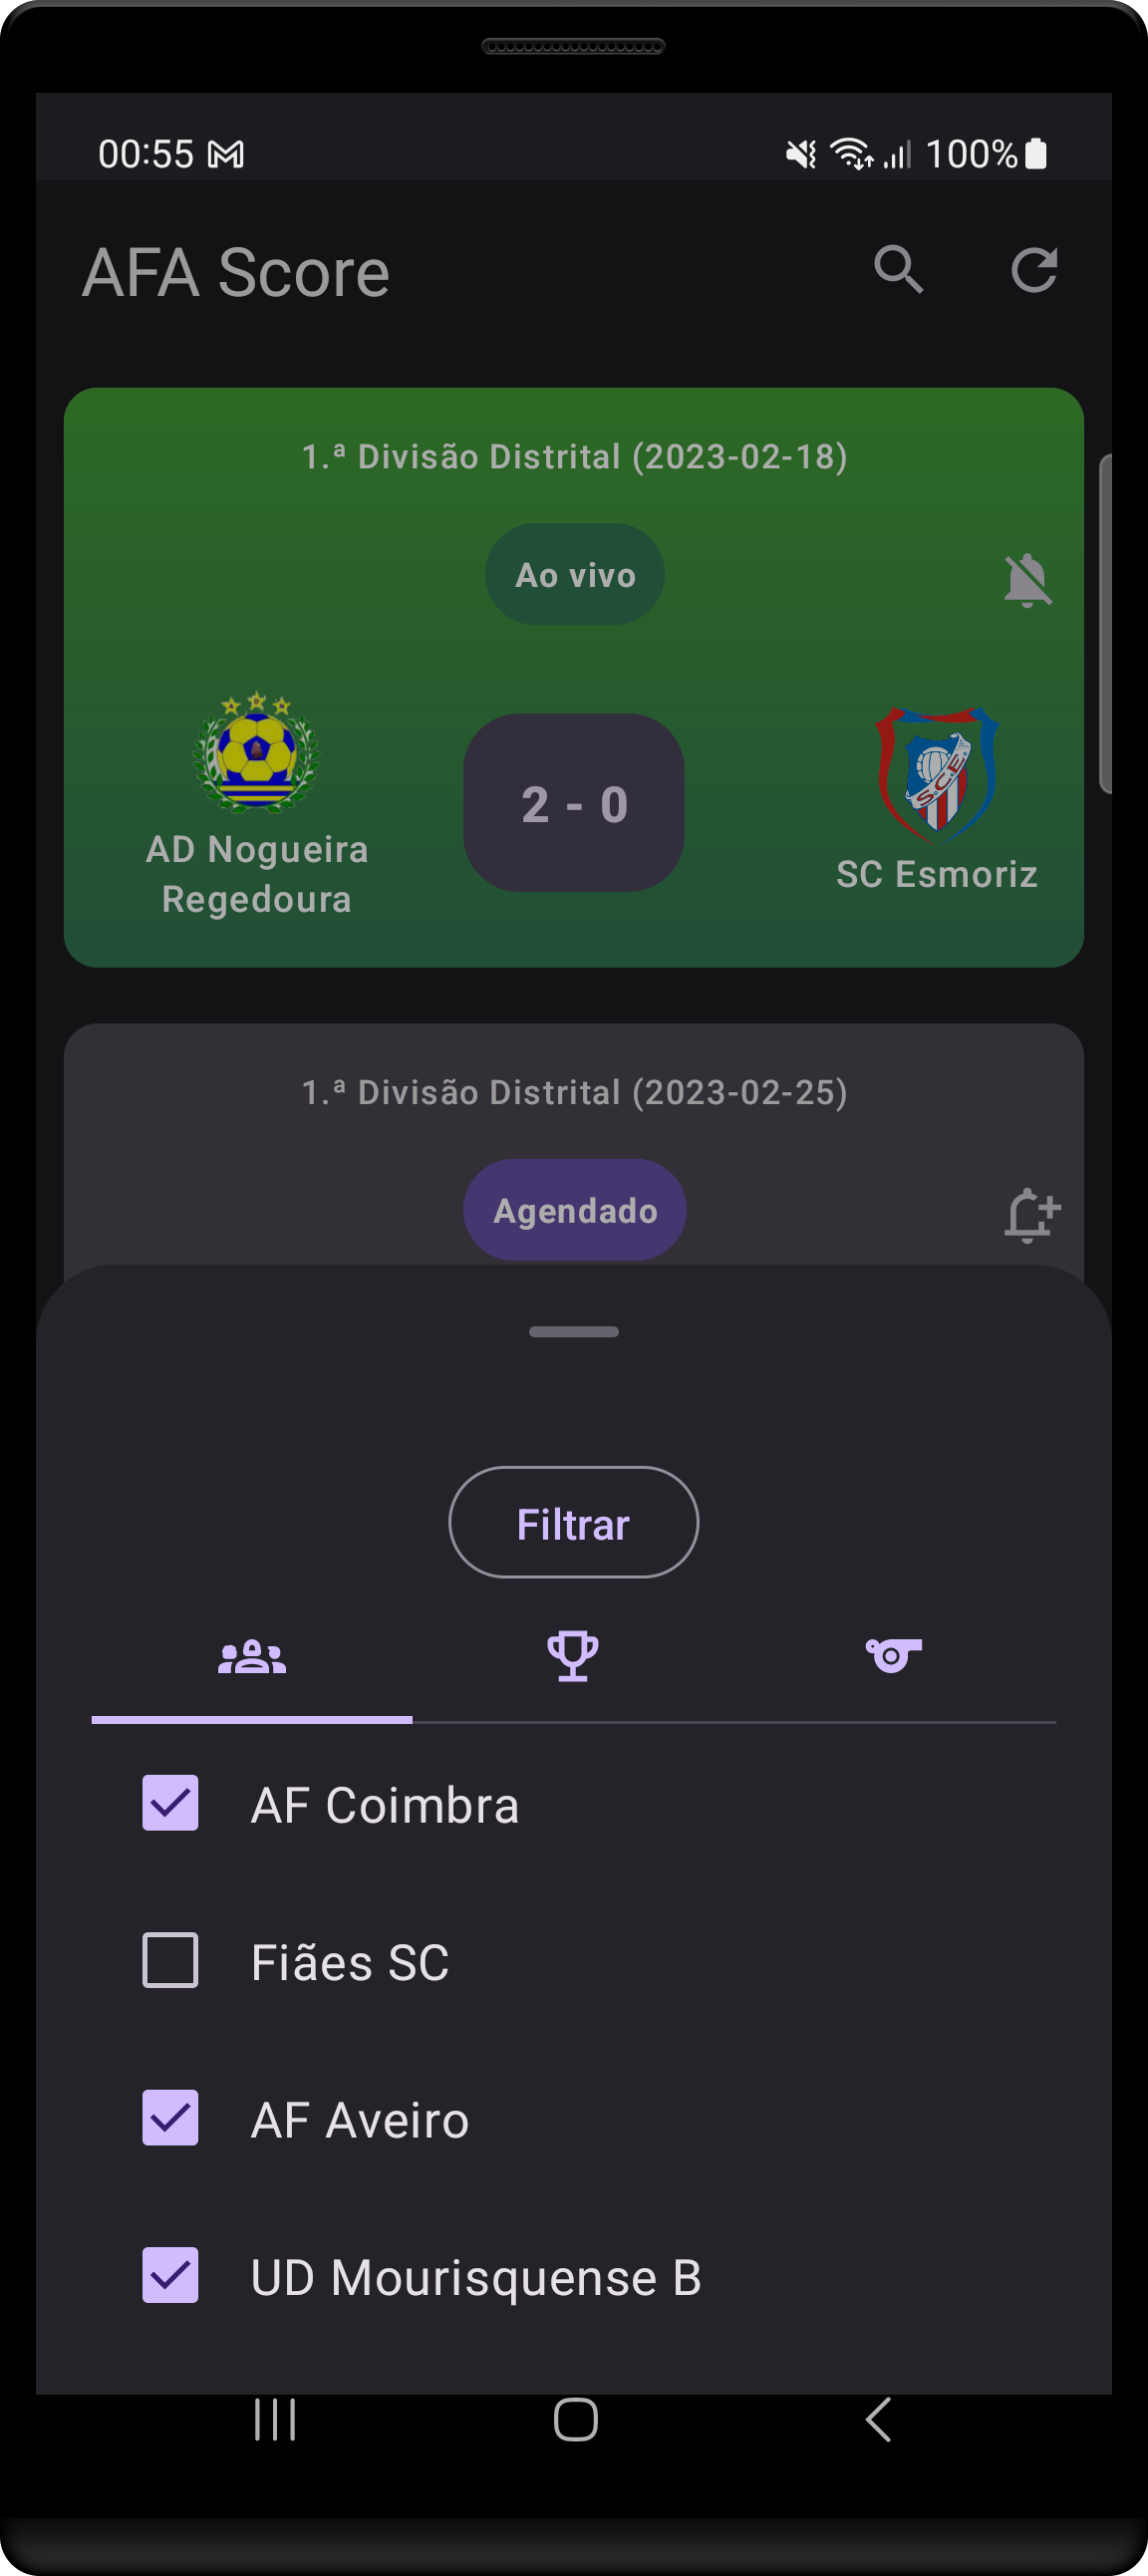 00:55
100%
AFA Score
1.ª Divisão Distrital (2023-02-18)
Ao vivo
2 - 0
AD Nogueira
Regedoura
S.C.E
SC Esmoriz
1.ª Divisão Distrital (2023-02-25)
Agendado
Filtrar
AF Coimbra
Fiães SC
AF Aveiro
UD Mourisquense B